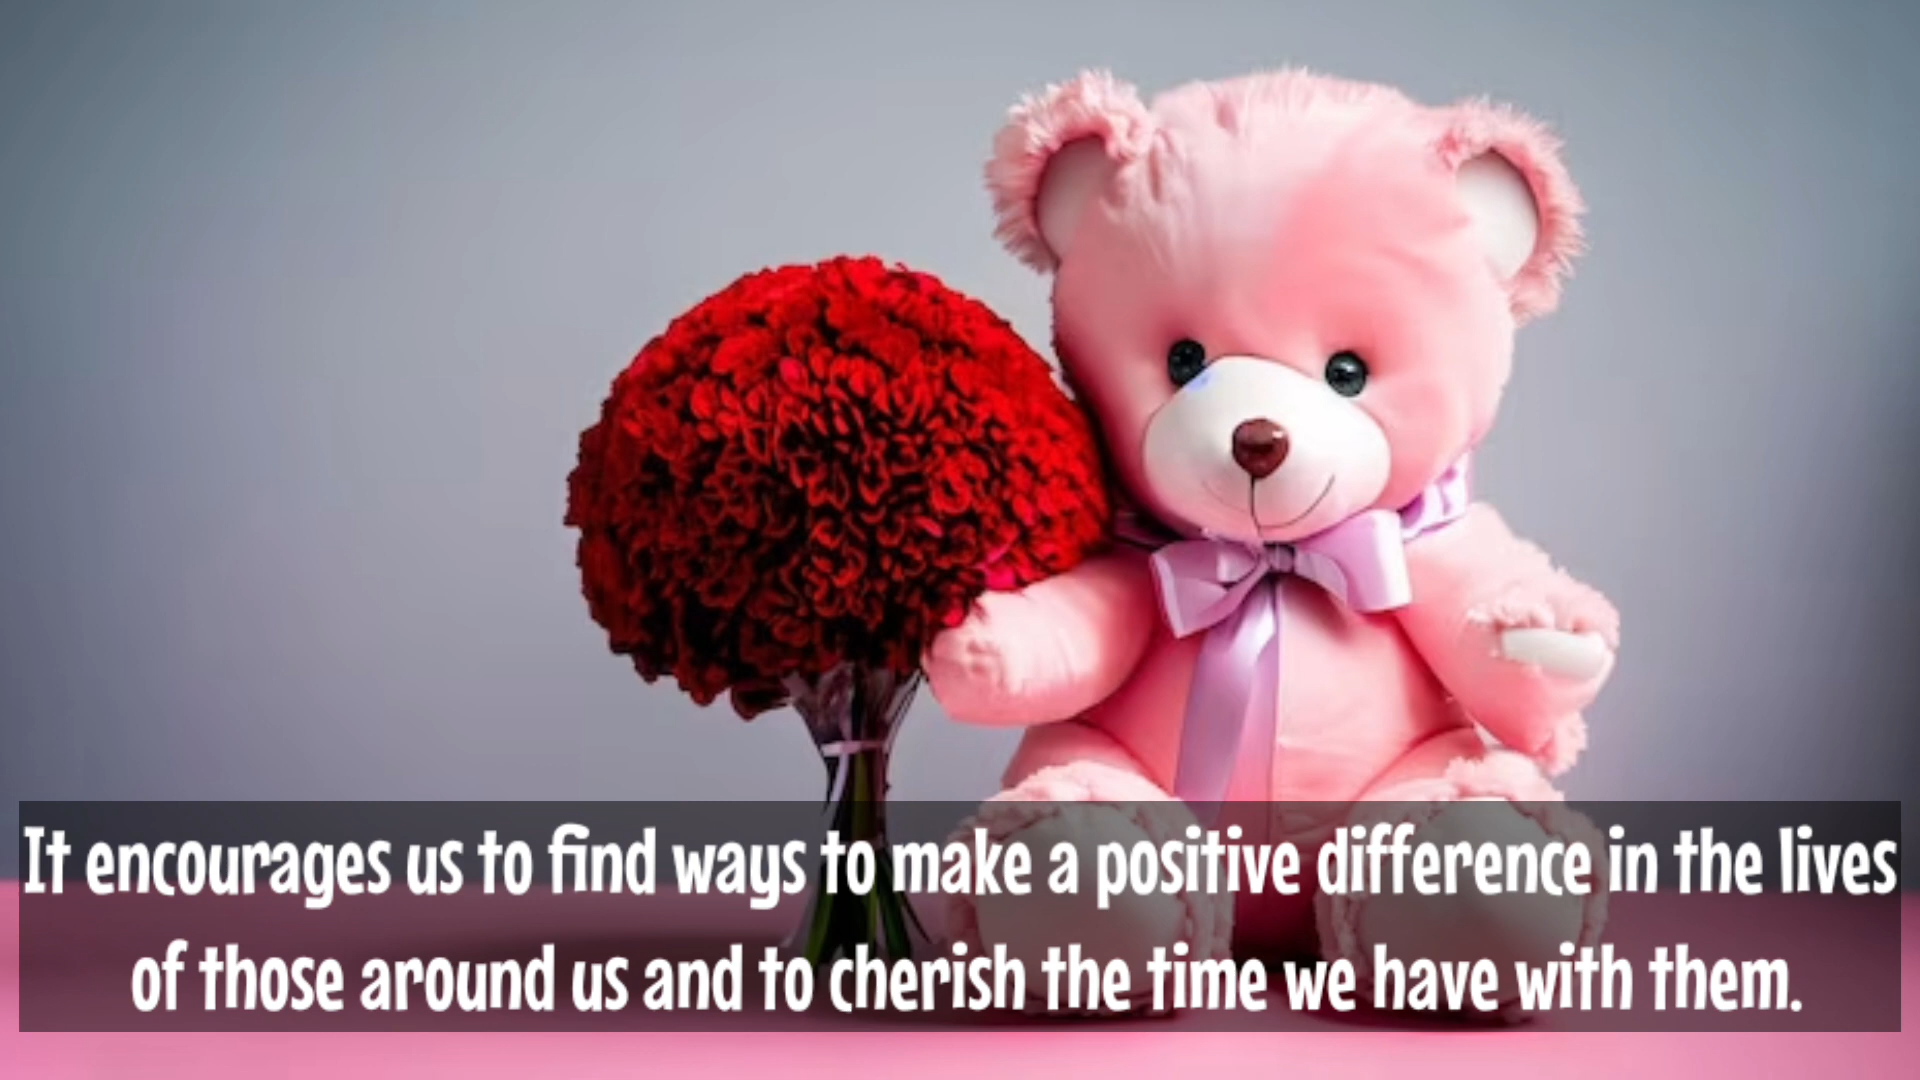 It encourages us to find ways to make a positive difference in the lives
of those around us and to cherish the time we have with them.